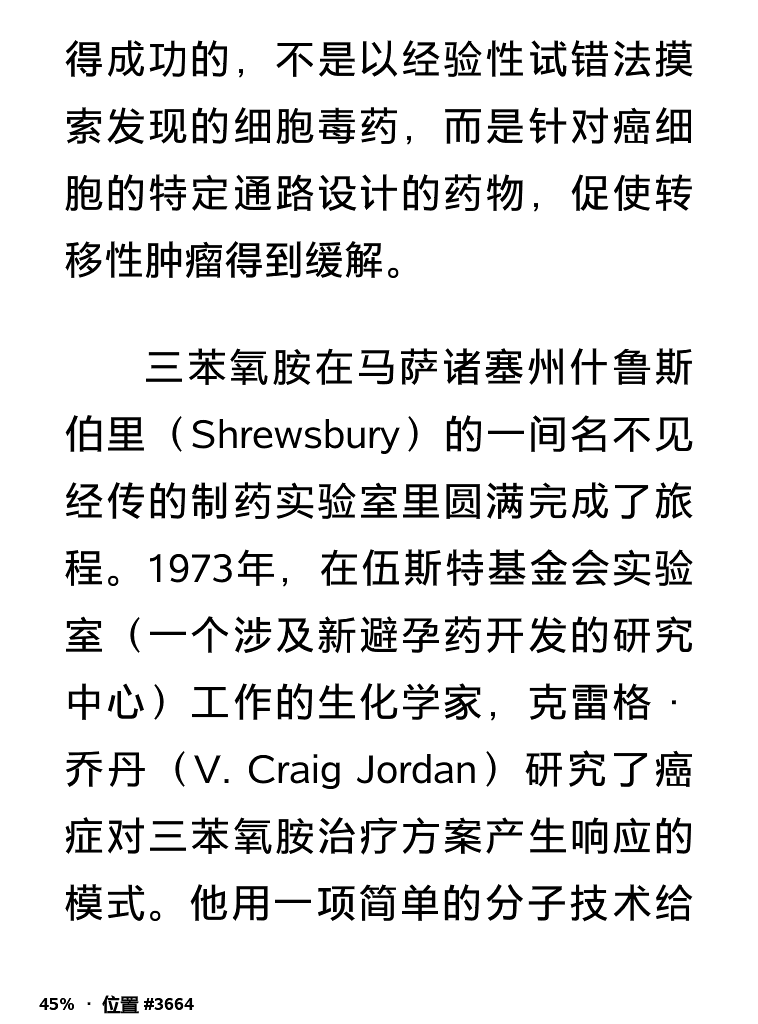 得成功的，不是以经验性试错法摸
索发现的细胞毒药，而是针对癌细
胞的特定通路设计的药物，促使转
移性肿瘤得到缓解。
三苯氧胺在马萨诸塞州什鲁斯
伯里（Shrewsbury）的一间名不见
经传的制药实验室里圆满完成了旅
程。1973年，在伍斯特基金会实验
室（一个涉及新避孕药开发的研究
中心）工作的生化学家，克雷格·
乔丹（V. Craig Jordan）研究了癌
症对三苯氧胺治疗方案产生响应的
模式。他用一项简单的分子技术给
45% · 位置 #3664